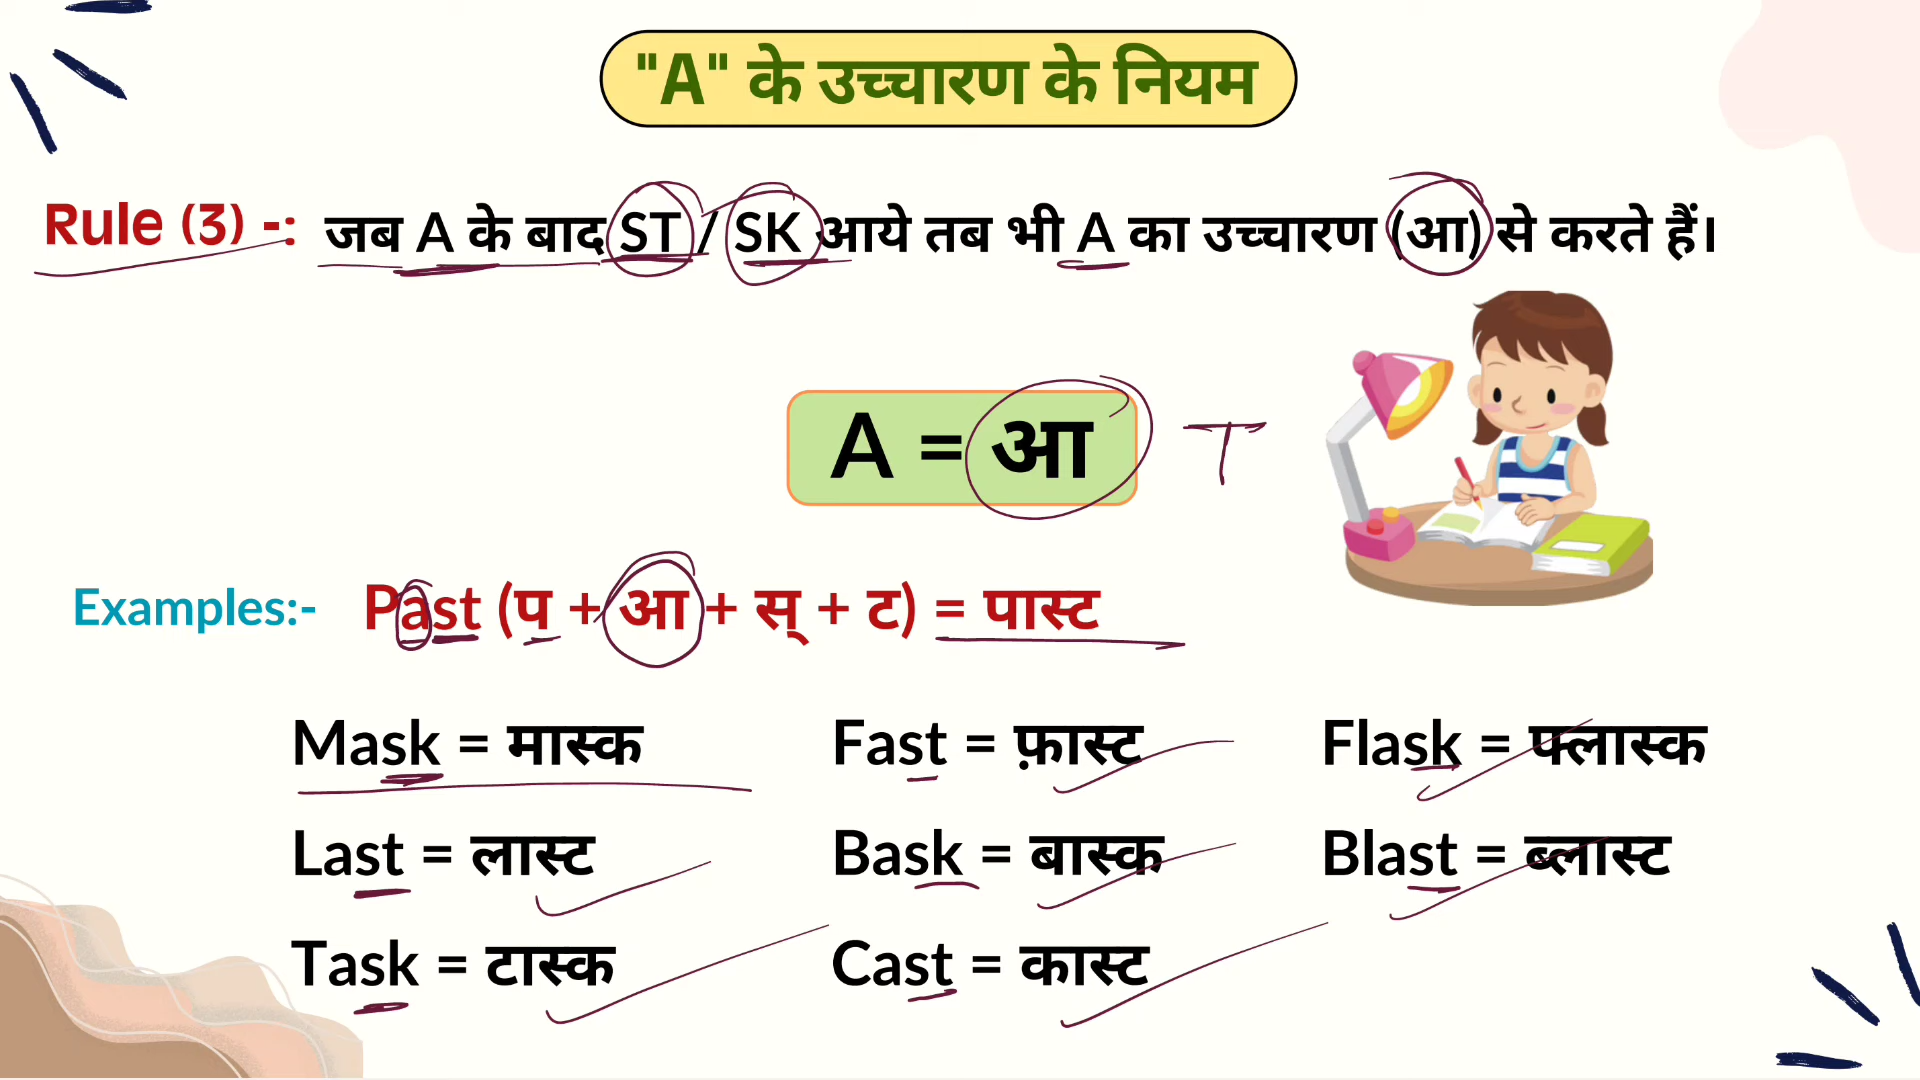 "A" के उच्चारण के नियम
Rule (3) -: जब A के बाद ST / SK आये तब भी A का उच्चारण (आ) से करते हैं।
A = आ T
Examples:- Past (प + आ + स् + ट) = पास्ट
Mask = मास्क Fast = फ़ास्ट Flask = फ्लास्क
Last = लास्ट Bask = बास्क Blast = ब्लास्ट
Task = टास्क Cast = कास्ट